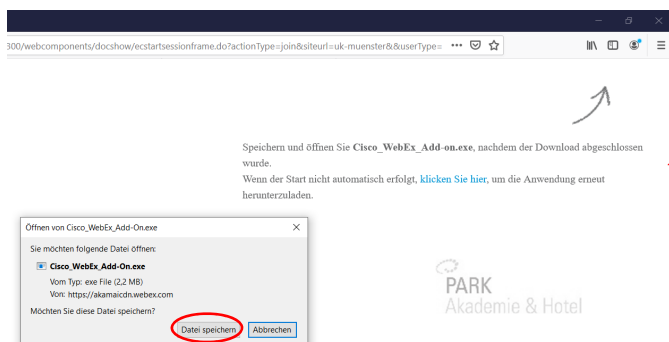 300/webcomponents/docshow/ecstartsessionframe.do?actionType=join&siteurl=uk-muenster&&userType=
Speichern und öffnen Sie Cisco_WebEx_Add-on.exe, nachdem der Download abgeschlossen
wurde.
Wenn der Start nicht automatisch erfolgt, klicken Sie hier, um die Anwendung erneut
herunterzuladen.
Öffnen von Cisco_WebEx_Add-On.exe
Sie möchten folgende Datei öffnen:
Cisco_WebEx_Add-On.exe
Vom Typ: exe File (2,2 MB)
Von: https://akamaicdn.webex.com
Möchten Sie diese Datei speichern?
Datei speichern Abbrechen
PARK
Akademie & Hotel